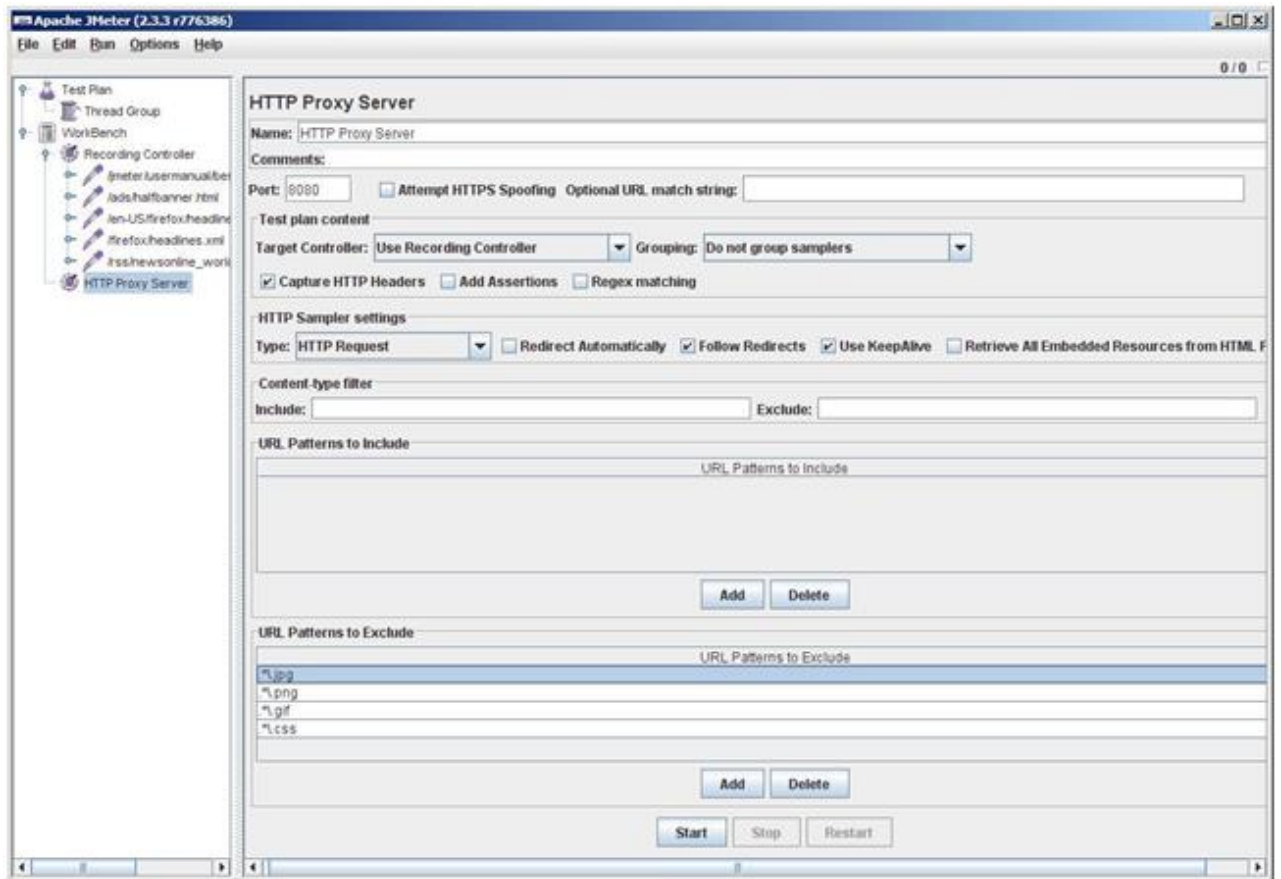 Apache JMeter (2.3.3 r776386)
File Edit Run Options Help
0 / 0
Test Plan
Thread Group
WorkBench
Recording Controller
/jmeter/usermanual/be
/ads/halfbanner.html
/en-US/firefox/headline
/firefox/headlines.xml
/rss/newsonline_worl
HTTP Proxy Server
HTTP Proxy Server
Name: HTTP Proxy Server
Comments:
Port: 8080 Attempt HTTPS Spoofing Optional URL match string:
Test plan content
Target Controller: Use Recording Controller Grouping: Do not group samplers
Capture HTTP Headers Add Assertions Regex matching
HTTP Sampler settings
Type: HTTP Request Redirect Automatically Follow Redirects Use KeepAlive Retrieve All Embedded Resources from HTML F
Content-type filter
Include: Exclude:
URL Patterns to Include
URL Patterns to Include
Add Delete
URL Patterns to Exclude
URL Patterns to Exclude
.*\.jpg
.*\.png
.*\.gif
.*\.css
Add Delete
Start Stop Restart